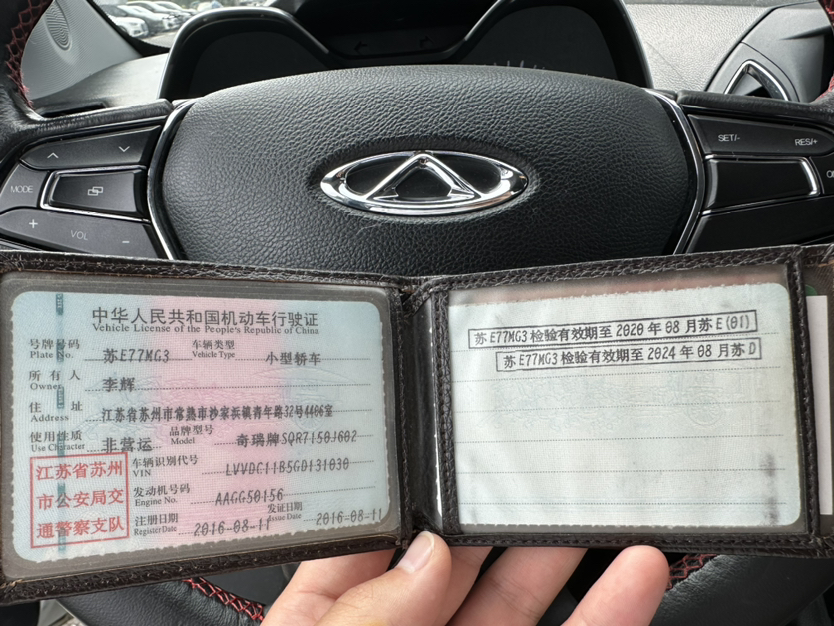 MODE
VOL
SET/-
RES/+
中华人民共和国机动车行驶证
Vehicle License of the People's Republic of China
号牌号码 苏E77MG3 车辆类型 小型轿车
Plate No. Vehicle Type
所有人 李辉
Owner
住址 江苏省苏州市常熟市沙家浜镇青年路32号4406室
Address
使用性质 非营运 品牌型号 奇瑞牌SQR7150J602
Use Character Model
江苏省苏州
市公安局交
通警察支队
车辆识别代号 LVVDC11B5GD131030
VIN
发动机号码 AAGG50156
Engine No.
注册日期 2016-08-11 发证日期 2016-08-11
Register Date Issue Date
苏E77MG3检验有效期至2020年08月苏E(01)
苏E77MG3检验有效期至2024年08月苏D